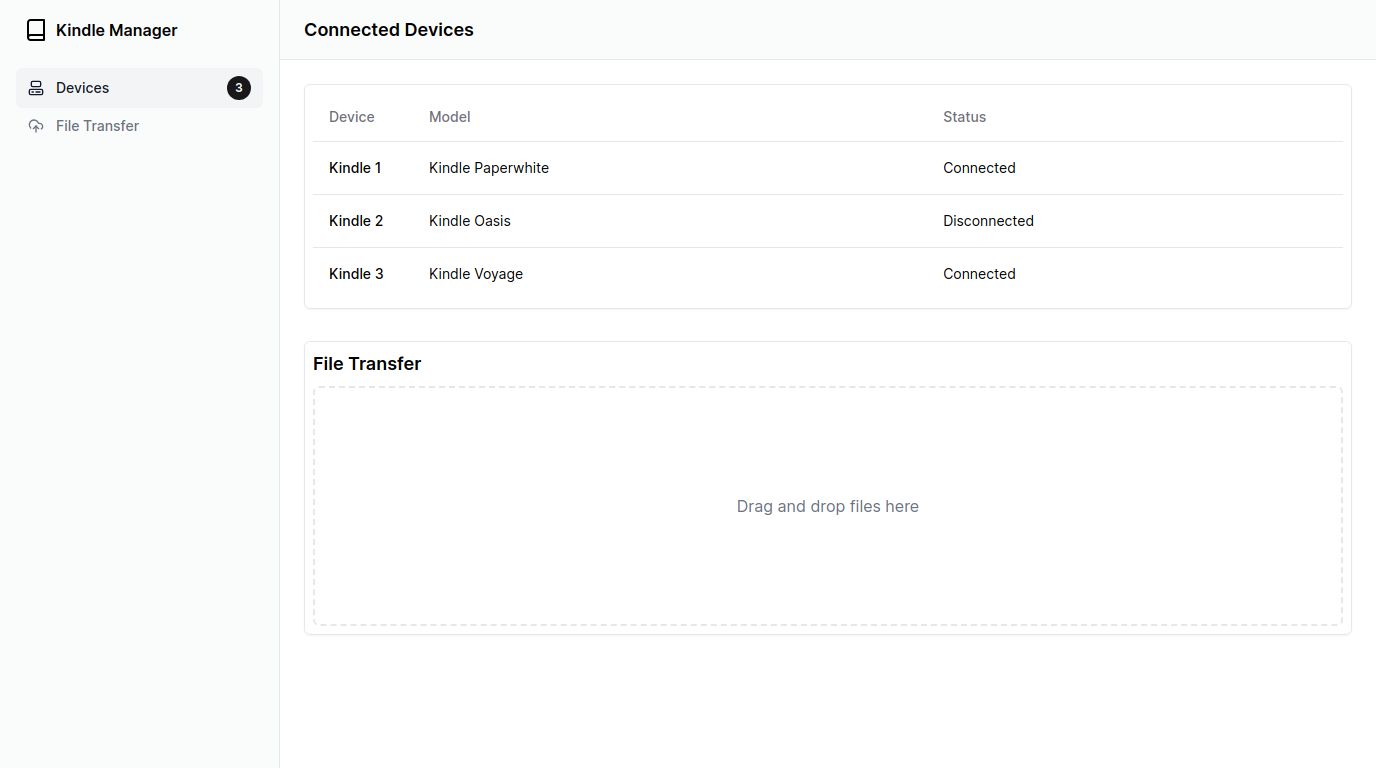 Kindle Manager
Devices 3
File Transfer
Connected Devices
Device Model Status
Kindle 1 Kindle Paperwhite Connected
Kindle 2 Kindle Oasis Disconnected
Kindle 3 Kindle Voyage Connected
File Transfer
Drag and drop files here